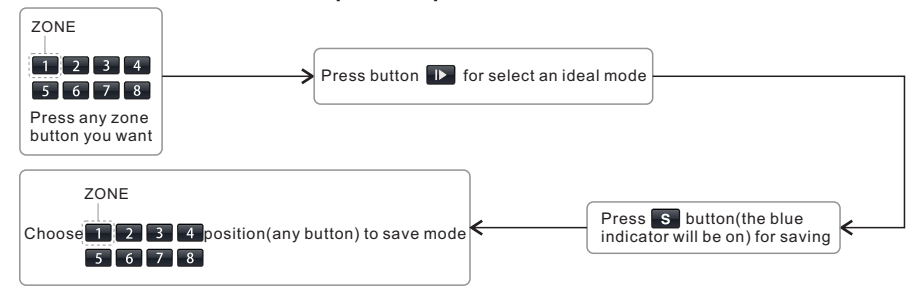 ZONE
1 2 3 4
5 6 7 8
Press any zone
button you want
Press button for select an ideal mode
Press S button(the blue
indicator will be on) for saving
ZONE
Choose 1 2 3 4 position(any button) to save mode
5 6 7 8